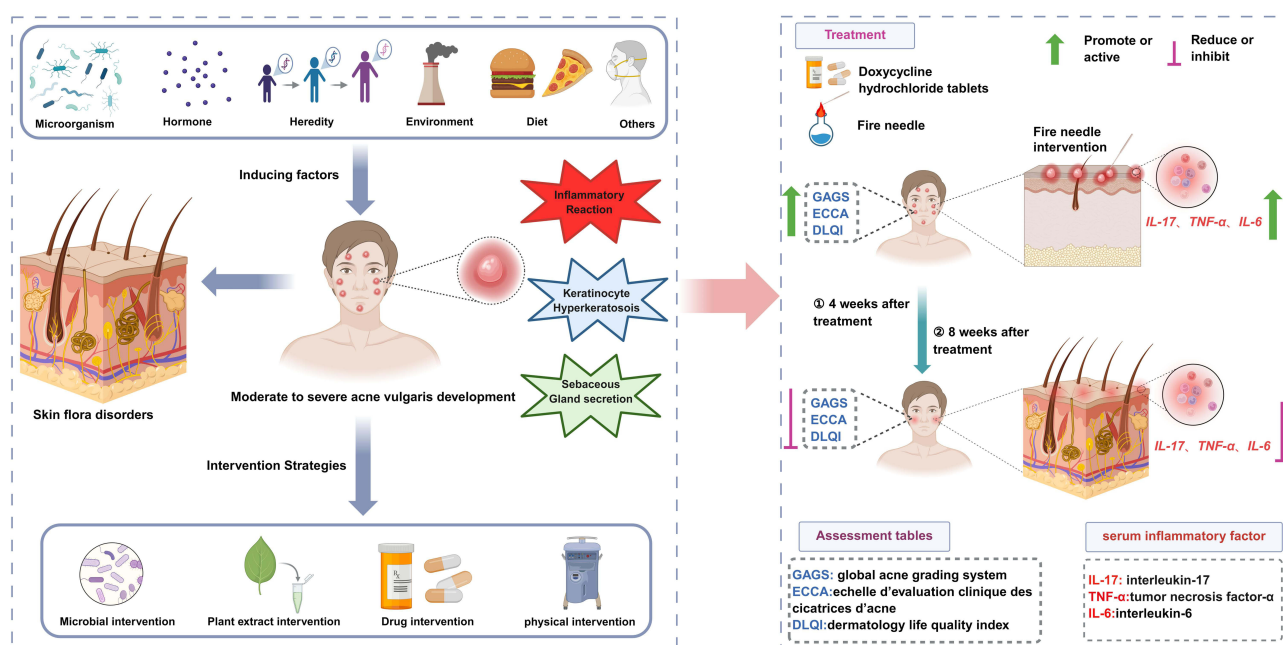 Microorganism
Hormone
Heredity
Environment
Diet
Others
Inducing factors
Inflammatory
Reaction
Keratinocyte
Hyperkeratosois
Sebaceous
Gland secretion
Skin flora disorders
Moderate to severe acne vulgaris development
Intervention Strategies
Microbial intervention
Plant extract intervention
Rx
Drug intervention
physical intervention
Treatment
Promote or
active
Reduce or
inhibit
Doxycycline
hydrochloride tablets
Fire needle
Fire needle
intervention
GAGS
ECCA
DLQI
IL-17、TNF-α、IL-6
① 4 weeks after
treatment
② 8 weeks after
treatment
GAGS
ECCA
DLQI
IL-17、TNF-α、IL-6
Assessment tables
GAGS: global acne grading system
ECCA:echelle d’evaluation clinique des
cicatrices d’acne
DLQI:dermatology life quality index
serum inflammatory factor
IL-17: interleukin-17
TNF-α:tumor necrosis factor-α
IL-6:interleukin-6